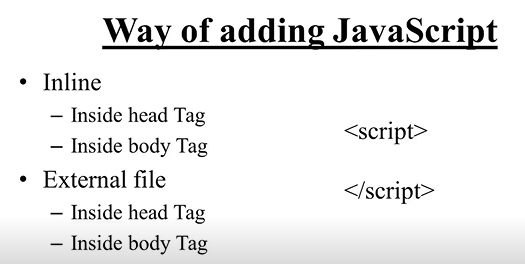 Way of adding JavaScript
• Inline
– Inside head Tag
– Inside body Tag
• External file
– Inside head Tag
– Inside body Tag
<script>
</script>